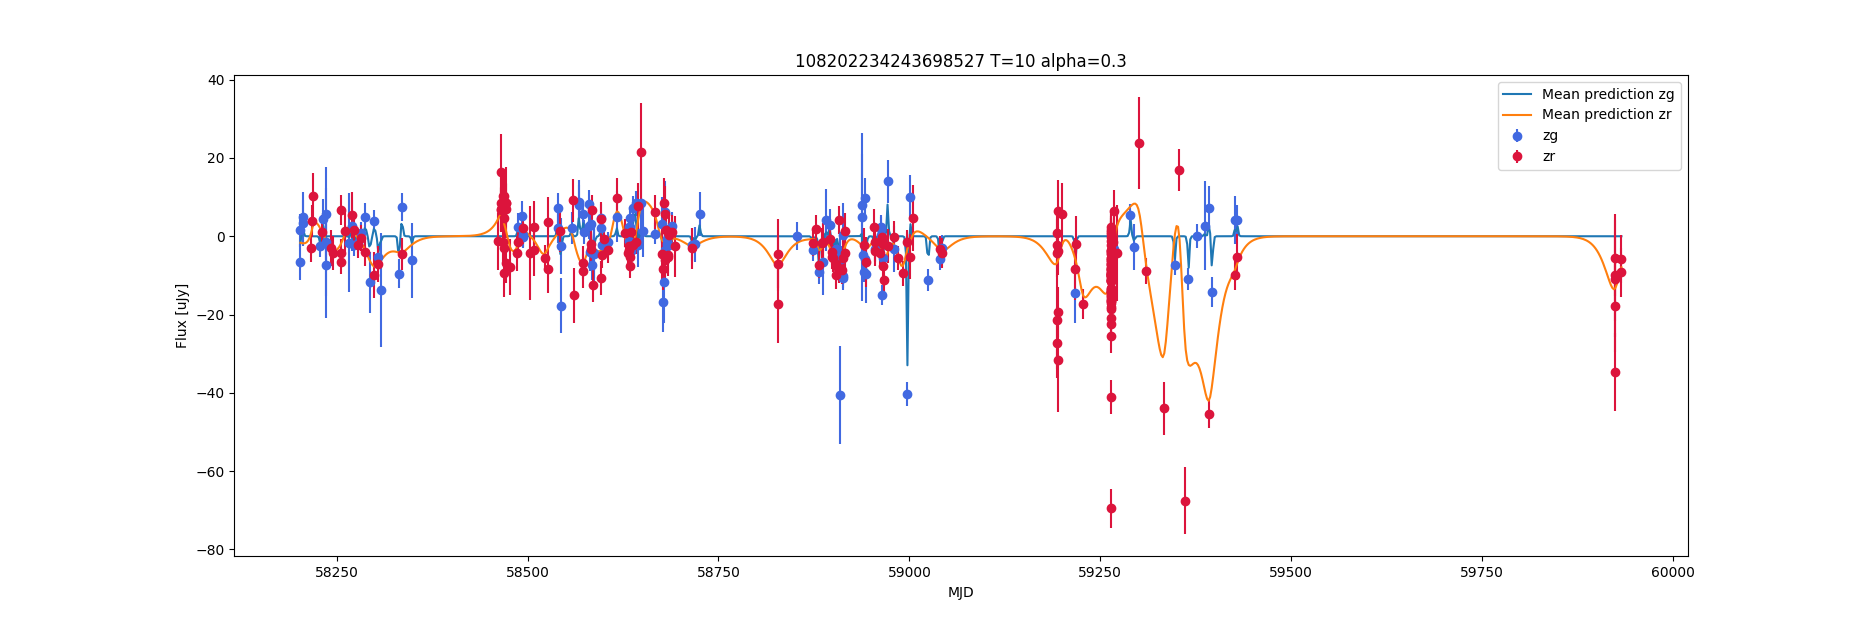 108202234243698527 T=10 alpha=0.3
40
20
0
−20
−40
−60
−80
Flux [uJy]
58250 58500 58750 59000 59250 59500 59750 60000
MJD
Mean prediction zg
Mean prediction zr
zg
zr